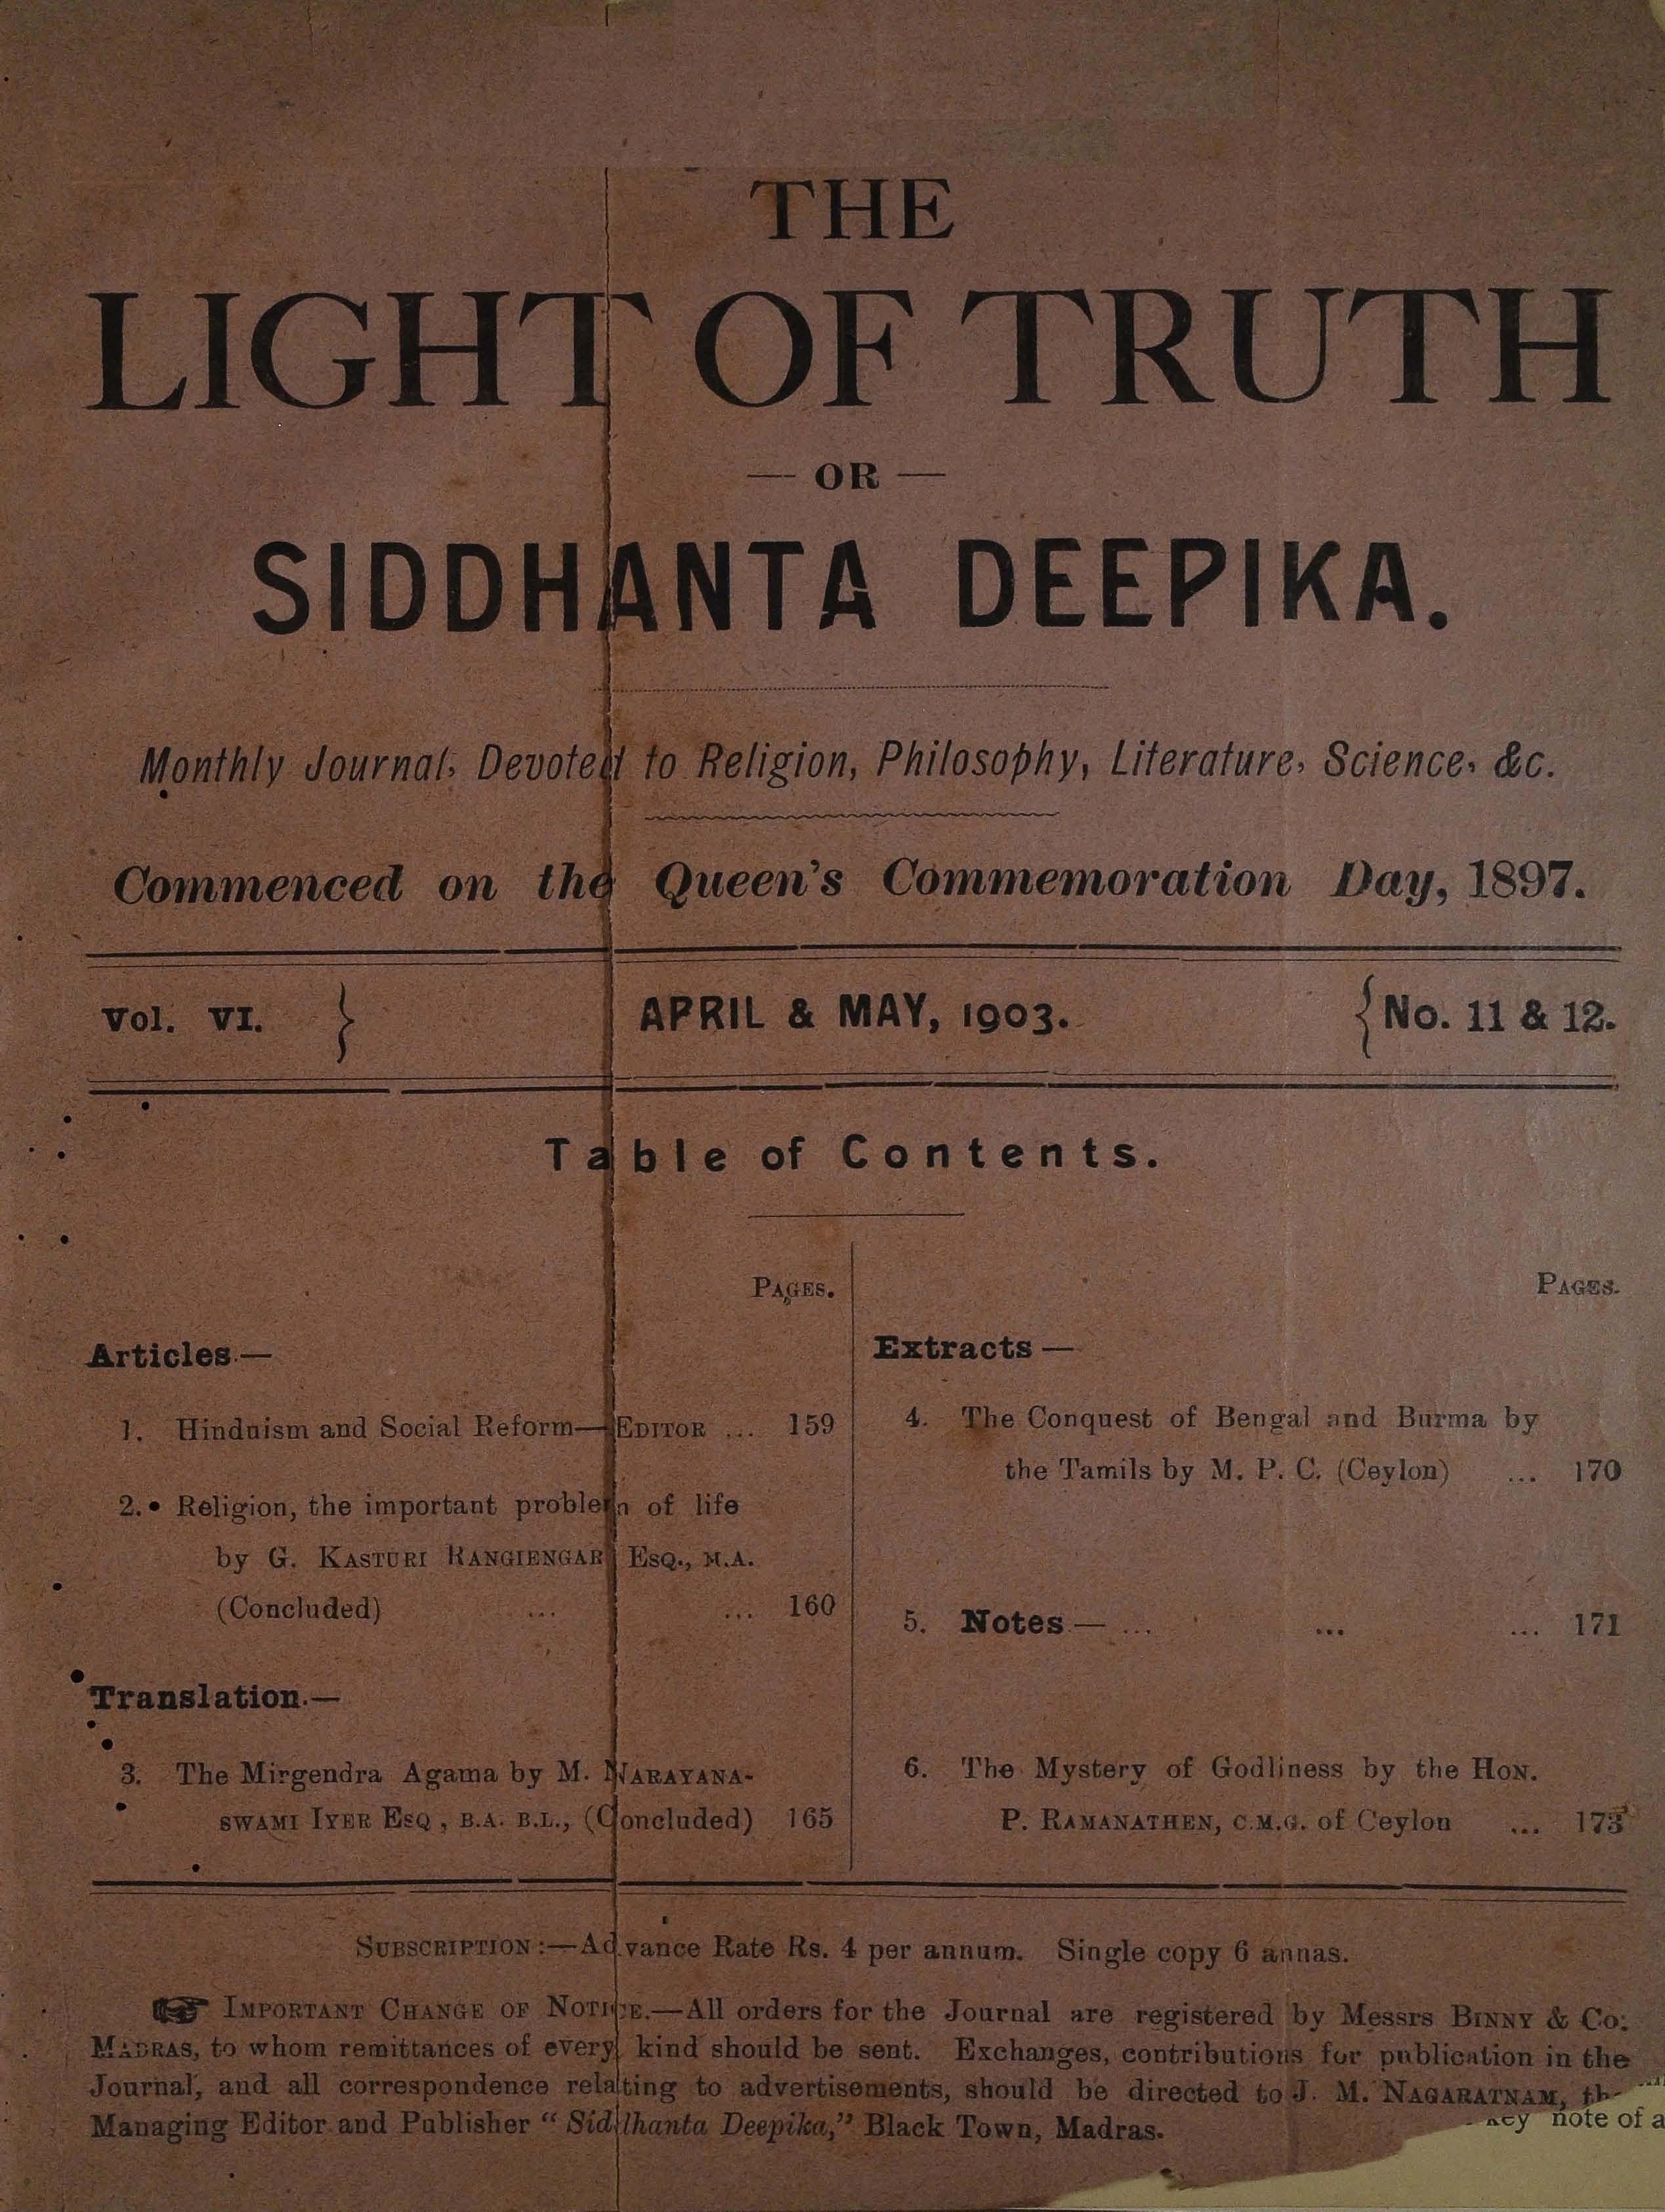 THE
LIGHT OF TRUTH
— OR —
SIDDHANTA DEEPIKA.
Monthly Journal, Devoted to Religion, Philosophy, Literature, Science, &c.
Commenced on the Queen's Commemoration Day, 1897.
Vol. VI. } APRIL & MAY, 1903. { No. 11 & 12.
Table of Contents.
PAGES.
Articles.—
1. Hinduism and Social Reform—EDITOR ... 159
2. Religion, the important problem of life
by G. KASTURI RANGIENGAR ESQ., M.A.
(Concluded) ... ... 160
Translation.—
3. The Mirgendra Agama by M. NARAYANA-
SWAMI IYER ESQ, B.A. B.L., (Concluded) 165
PAGES.
Extracts —
4. The Conquest of Bengal and Burma by
the Tamils by M. P. C. (Ceylon) ... 170
5. Notes — ... ... ... 171
6. The Mystery of Godliness by the HON.
P. RAMANATHEN, C.M.G. of Ceylon ... 173
SUBSCRIPTION :—Advance Rate Rs. 4 per annum. Single copy 6 annas.
☞ IMPORTANT CHANGE OF NOTICE.—All orders for the Journal are registered by Messrs BINNY & Co:
MADRAS, to whom remittances of every kind should be sent. Exchanges, contributions for publication in the
Journal, and all correspondence relating to advertisements, should be directed to J. M. NAGARATNAM,
Managing Editor and Publisher "Siddhanta Deepika," Black Town, Madras.
key note of a